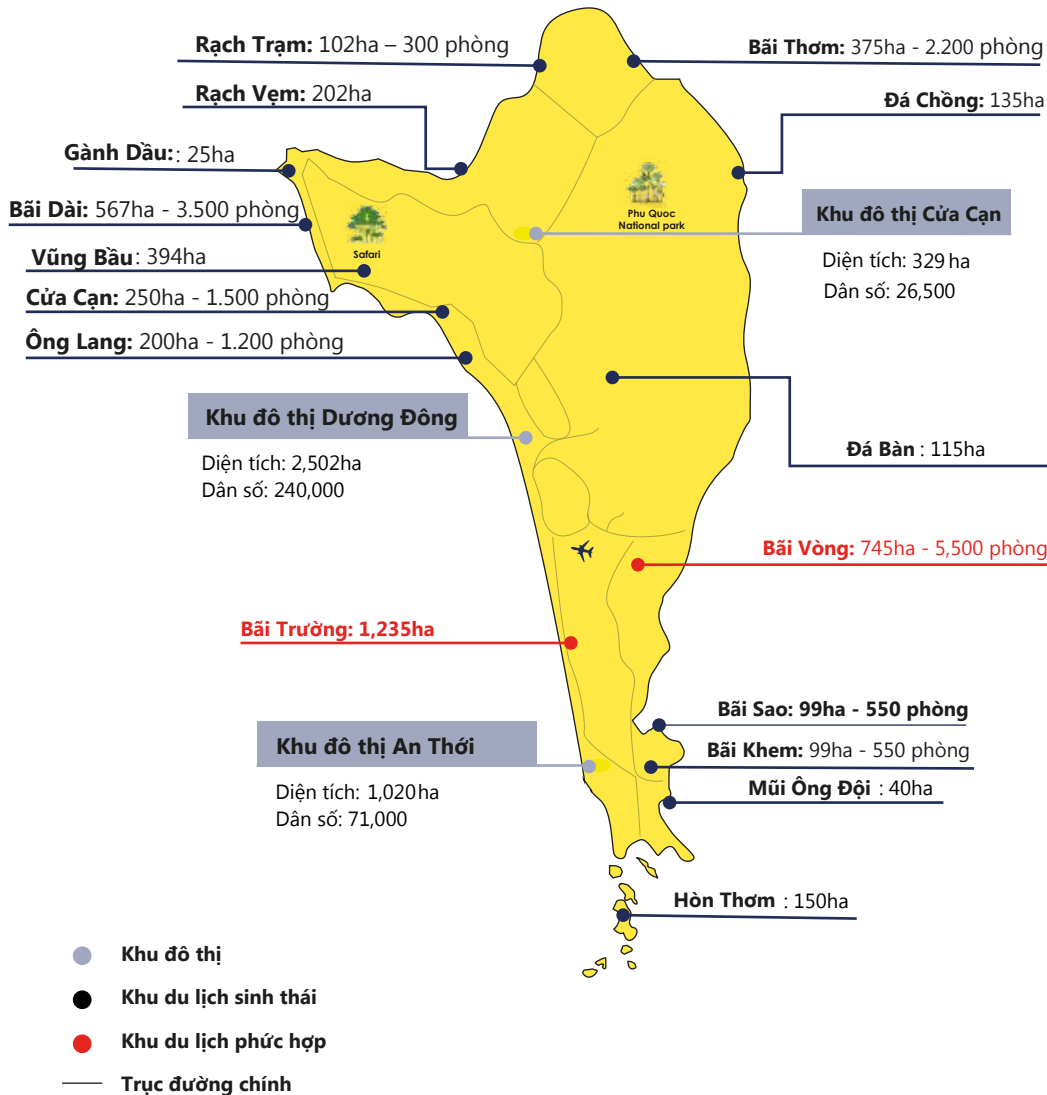 Rạch Trạm: 102ha – 300 phòng
Bãi Thơm: 375ha - 2.200 phòng
Rạch Vẹm: 202ha
Đá Chồng: 135ha
Gành Dầu: : 25ha
Bãi Dài: 567ha - 3.500 phòng
Vũng Bầu: 394ha
Cửa Cạn: 250ha - 1.500 phòng
Ông Lang: 200ha - 1.200 phòng
Safari
Phu Quoc
National park
Khu đô thị Cửa Cạn
Diện tích: 329 ha
Dân số: 26,500
Khu đô thị Dương Đông
Diện tích: 2,502ha
Dân số: 240,000
Đá Bàn : 115ha
Bãi Vòng: 745ha - 5,500 phòng
Bãi Trường: 1,235ha
Bãi Sao: 99ha - 550 phòng
Khu đô thị An Thới
Bãi Khem: 99ha - 550 phòng
Diện tích: 1,020ha
Dân số: 71,000
Mũi Ông Đội : 40ha
Hòn Thơm : 150ha
Khu đô thị
Khu du lịch sinh thái
Khu du lịch phức hợp
Trục đường chính